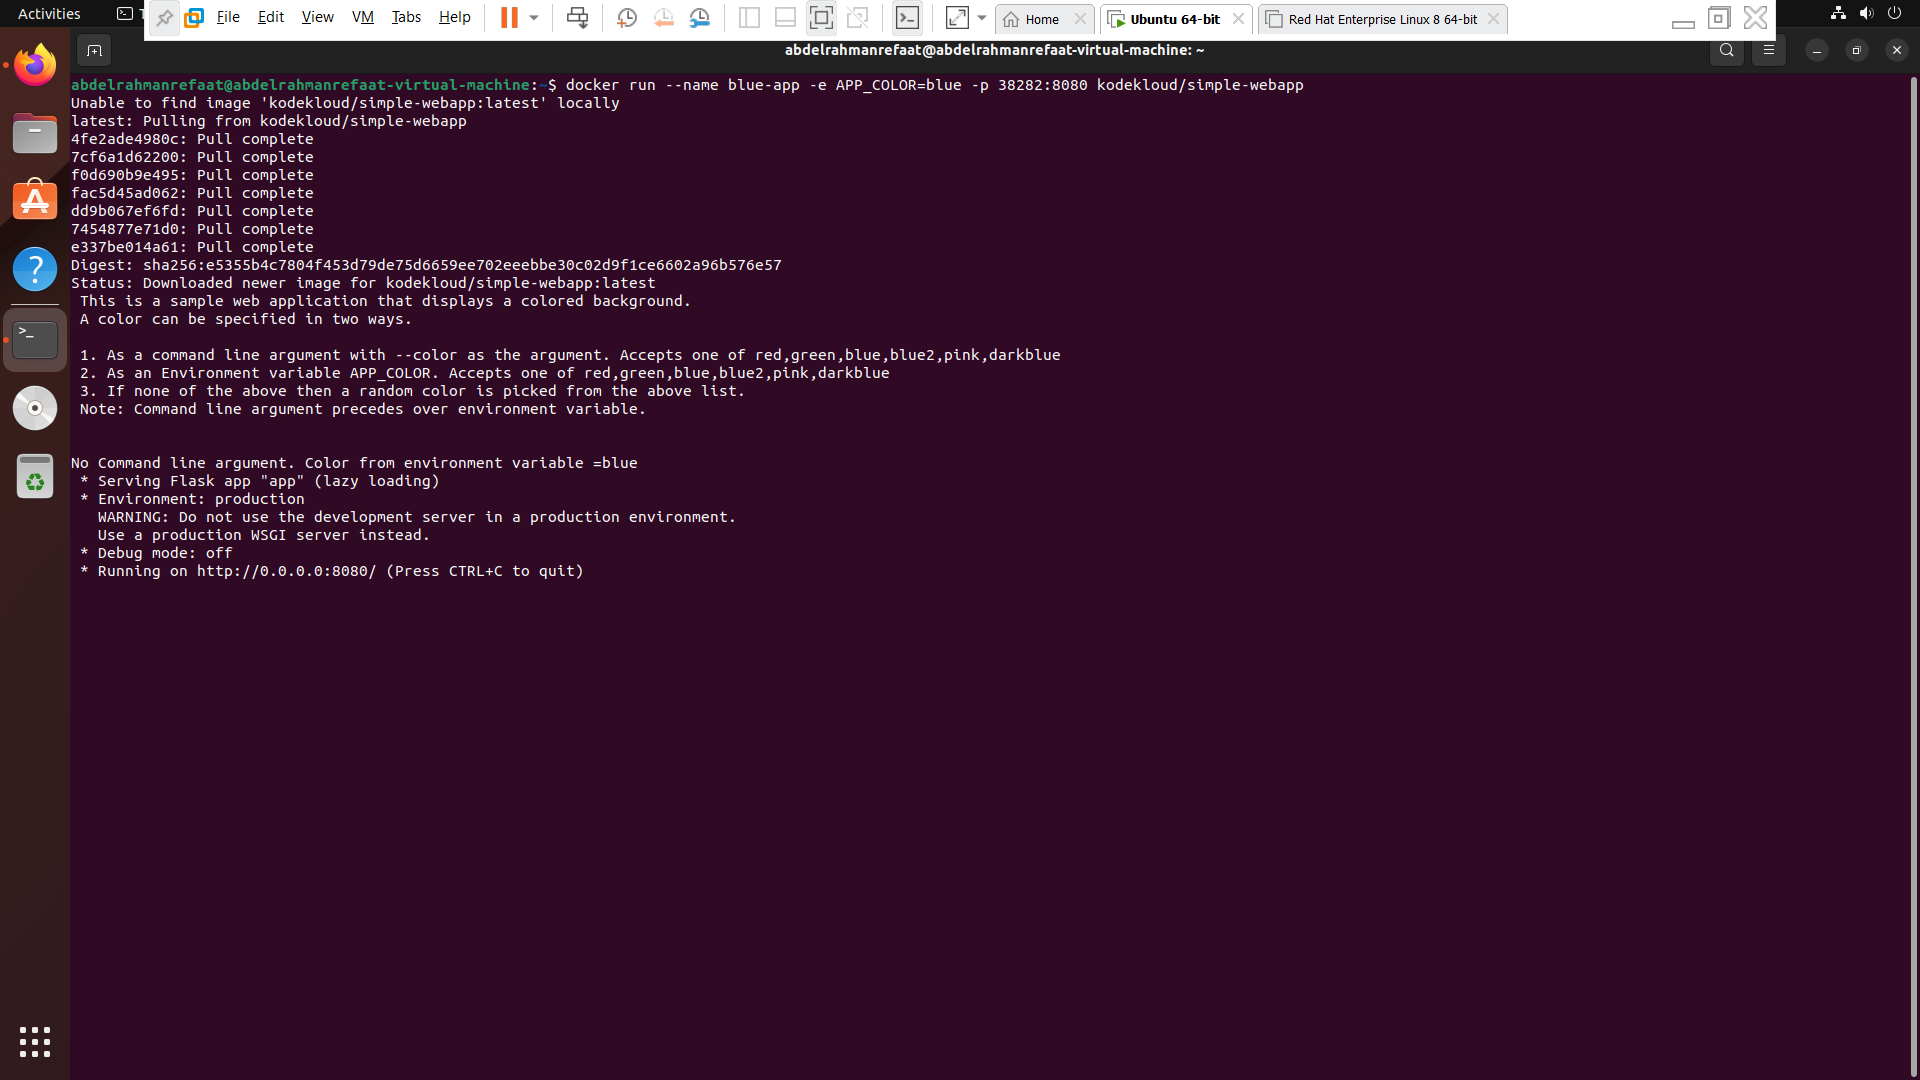 Activities
File Edit View VM Tabs Help
Home
Ubuntu 64-bit
Red Hat Enterprise Linux 8 64-bit
abdelrahmanrefaat@abdelrahmanrefaat-virtual-machine: ~
abdelrahmanrefaat@abdelrahmanrefaat-virtual-machine:~$ docker run --name blue-app -e APP_COLOR=blue -p 38282:8080 kodekloud/simple-webapp
Unable to find image 'kodekloud/simple-webapp:latest' locally
latest: Pulling from kodekloud/simple-webapp
4fe2ade4980c: Pull complete
7cf6a1d62200: Pull complete
f0d690b9e495: Pull complete
fac5d45ad062: Pull complete
dd9b067ef6fd: Pull complete
7454877e71d0: Pull complete
e337be014a61: Pull complete
Digest: sha256:e5355b4c7804f453d79de75d6659ee702eeebbe30c02d9f1ce6602a96b576e57
Status: Downloaded newer image for kodekloud/simple-webapp:latest
 This is a sample web application that displays a colored background.
 A color can be specified in two ways.
 1. As a command line argument with --color as the argument. Accepts one of red,green,blue,blue2,pink,darkblue
 2. As an Environment variable APP_COLOR. Accepts one of red,green,blue,blue2,pink,darkblue
 3. If none of the above then a random color is picked from the above list.
 Note: Command line argument precedes over environment variable.
No Command line argument. Color from environment variable =blue
 * Serving Flask app "app" (lazy loading)
 * Environment: production
   WARNING: Do not use the development server in a production environment.
   Use a production WSGI server instead.
 * Debug mode: off
 * Running on http://0.0.0.0:8080/ (Press CTRL+C to quit)